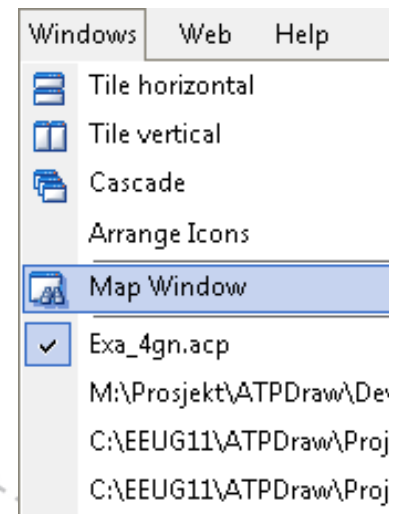 Windows Web Help
Tile horizontal
Tile vertical
Cascade
Arrange Icons
Map Window
Exa_4gn.acp
M:\Prosjekt\ATPDraw\De
C:\EEUG11\ATPDraw\Proj
C:\EEUG11\ATPDraw\Proj